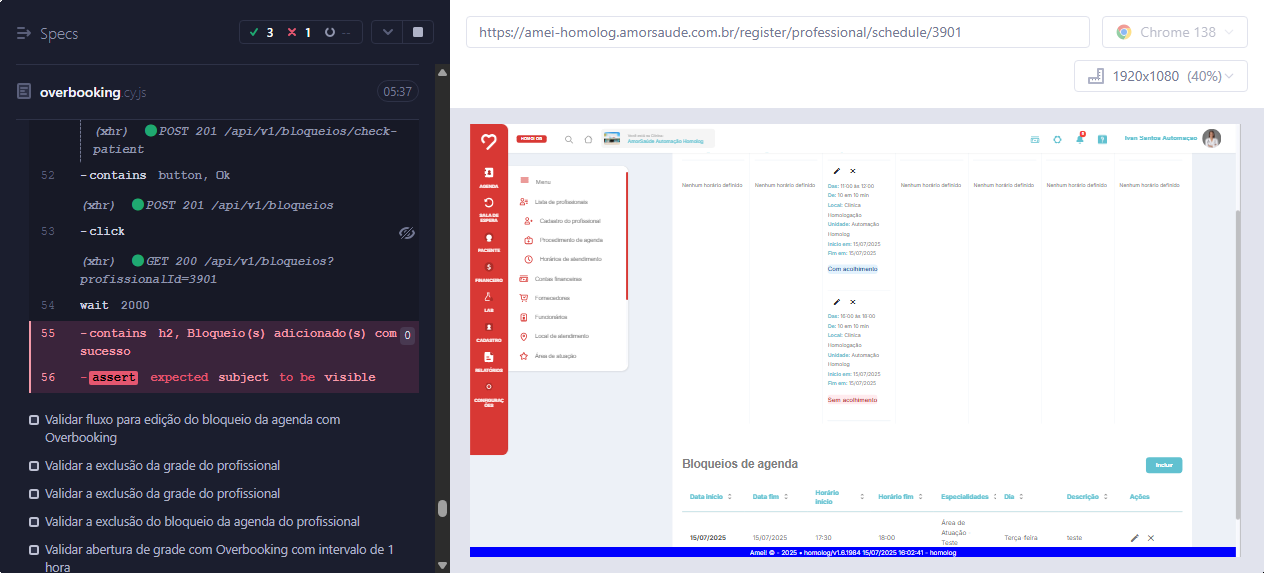 Specs
3
1
--
overbooking.cy.js
05:37
(xhr) POST 201 /api/v1/bloqueios/check-
patient
52 -contains button, Ok
(xhr) POST 201 /api/v1/bloqueios
53 -click
(xhr) GET 200 /api/v1/bloqueios?
profissionalId=3901
54 wait 2000
55 -contains h2, Bloqueio(s) adicionado(s) com
sucesso
0
56 -assert expected subject to be visible
Validar fluxo para edição do bloqueio da agenda com
Overbooking
Validar a exclusão da grade do profissional
Validar a exclusão da grade do profissional
Validar a exclusão do bloqueio da agenda do profissional
Validar abertura de grade com Overbooking com intervalo de 1
hora
https://amei-homolog.amorsaude.com.br/register/professional/schedule/3901
Chrome 138
1920x1080 (40%)
AmorSaúde Automação Homolog
Ivan Santos Automaçao
AGENDA
SALA DE
ESPERA
PACIENTE
FINANCEIRO
LAB
CADASTRO
RELATÓRIOS
CONFIGURAÇ
ÕES
Menu
Lista de profissionais
Cadastro do profissional
Procedimento de agenda
Horários de atendimento
Contas financeiras
Fornecedores
Funcionários
Local de atendimento
Área de atuação
Nenhum horário definido
Nenhum horário definido
Das: 11:00 às 12:00
De: 10 em 10 min
Local: Clínica
Homologação
Unidade: Automação
Homolog
Início em: 15/07/2025
Fim em: 15/07/2025
Com acolhimento
Das: 16:00 às 18:00
De: 10 em 10 min
Local: Clínica
Homologação
Unidade: Automação
Homolog
Início em: 15/07/2025
Fim em: 15/07/2025
Sem acolhimento
Nenhum horário definido
Nenhum horário definido
Nenhum horário definido
Nenhum horário definido
Bloqueios de agenda
Incluir
Data início
Data fim
Horário
início
Horário fim
Especialidades
Dia
Descrição
Ações
15/07/2025
15/07/2025
17:30
18:00
Área de
Atuação -
Teste
Terça-feira
teste
Amei! © - 2025 • homolog/v1.6.1984 15/07/2025 16:02:41 - homolog